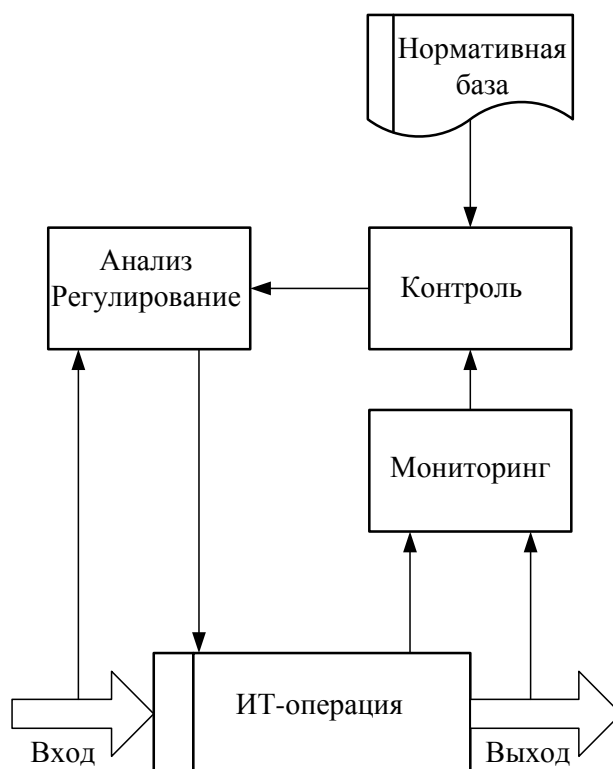 Нормативная
база
Анализ
Регулирование
Контроль
Мониторинг
ИТ-операция
Вход
Выход